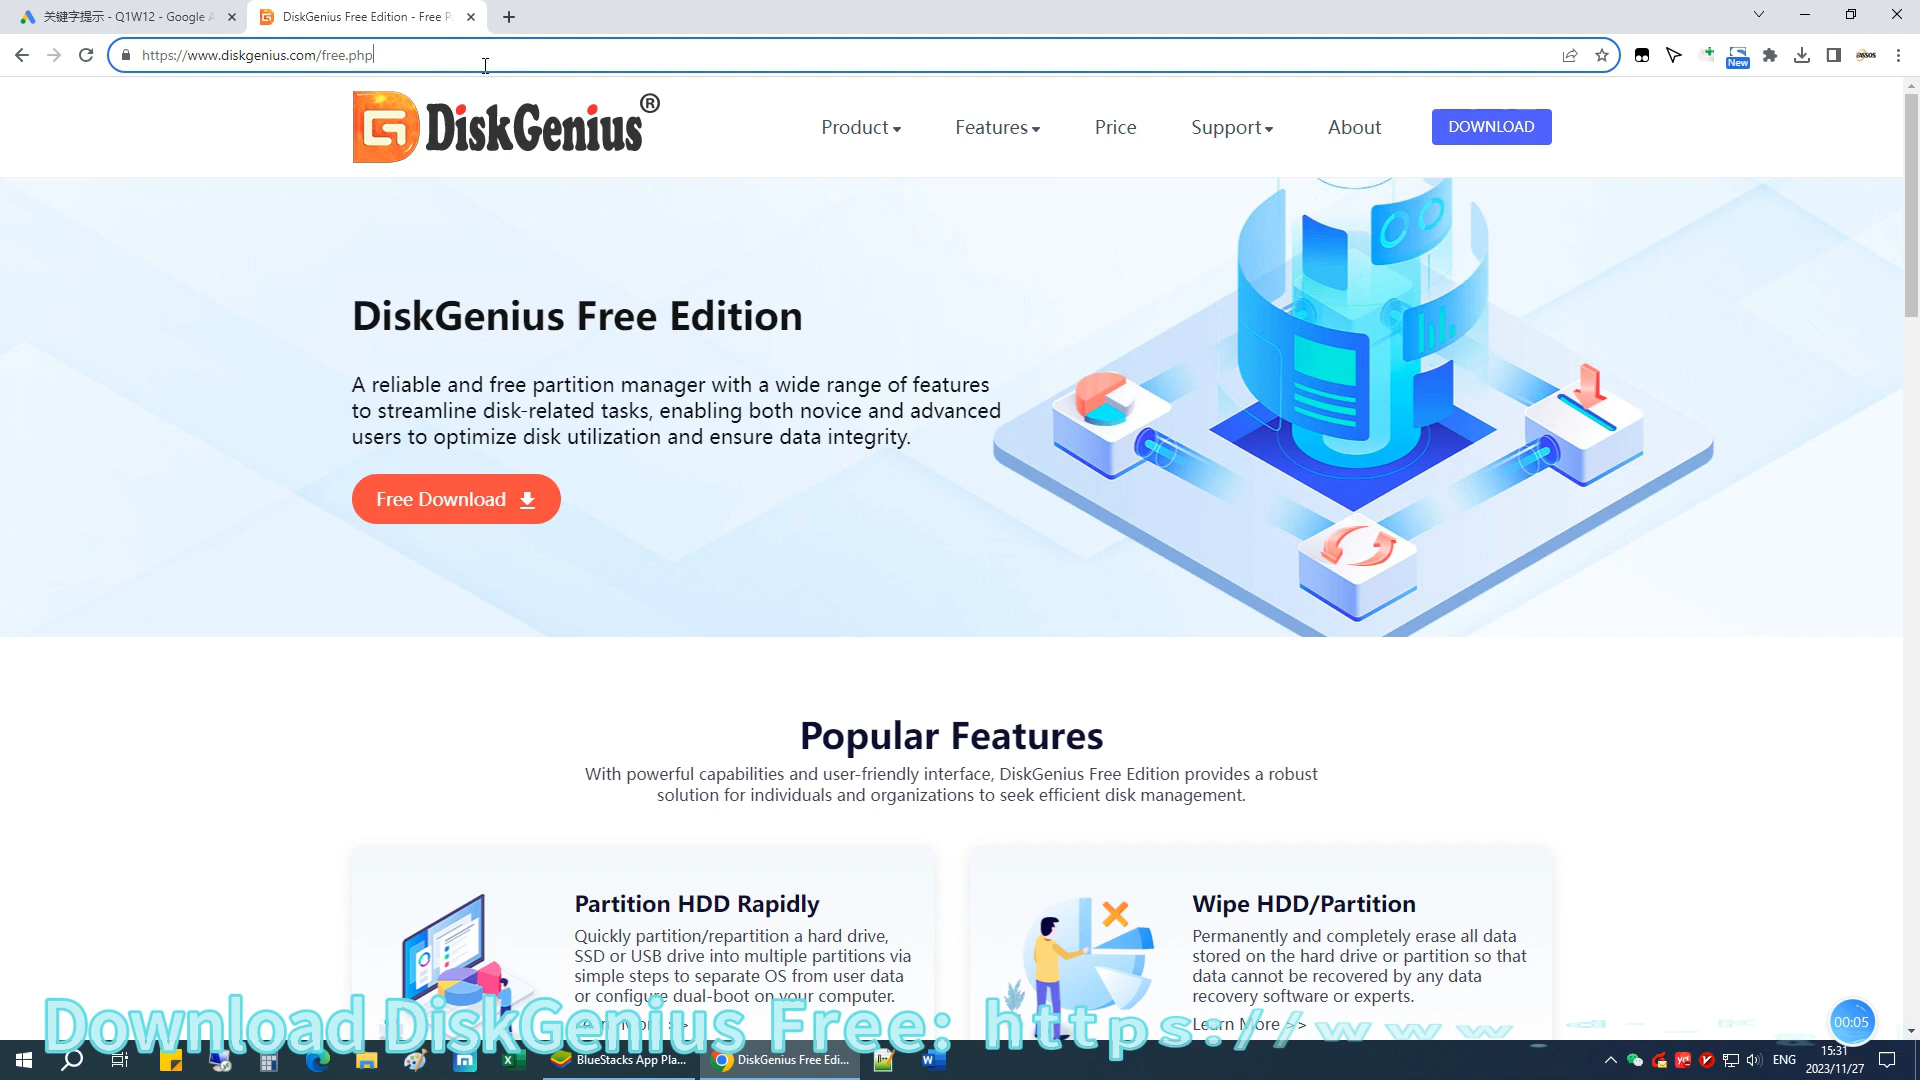 关键字提示 - Q1W12 - Google A
DiskGenius Free Edition - Free Pa
https://www.diskgenius.com/free.php
New
DiskGenius®
Product
Features
Price
Support
About
DOWNLOAD
DiskGenius Free Edition
A reliable and free partition manager with a wide range of features
to streamline disk-related tasks, enabling both novice and advanced
users to optimize disk utilization and ensure data integrity.
Free Download
Popular Features
With powerful capabilities and user-friendly interface, DiskGenius Free Edition provides a robust
solution for individuals and organizations to seek efficient disk management.
Partition HDD Rapidly
Quickly partition/repartition a hard drive,
SSD or USB drive into multiple partitions via
simple steps to separate OS from user data
or configure dual-boot on your computer.
Wipe HDD/Partition
Permanently and completely erase all data
stored on the hard drive or partition so that
data cannot be recovered by any data
recovery software or experts.
Learn More >>
Download DiskGenius Free: https://www
00:05
BlueStacks App Pla...
DiskGenius Free Edi...
ENG
15:31
2023/11/27